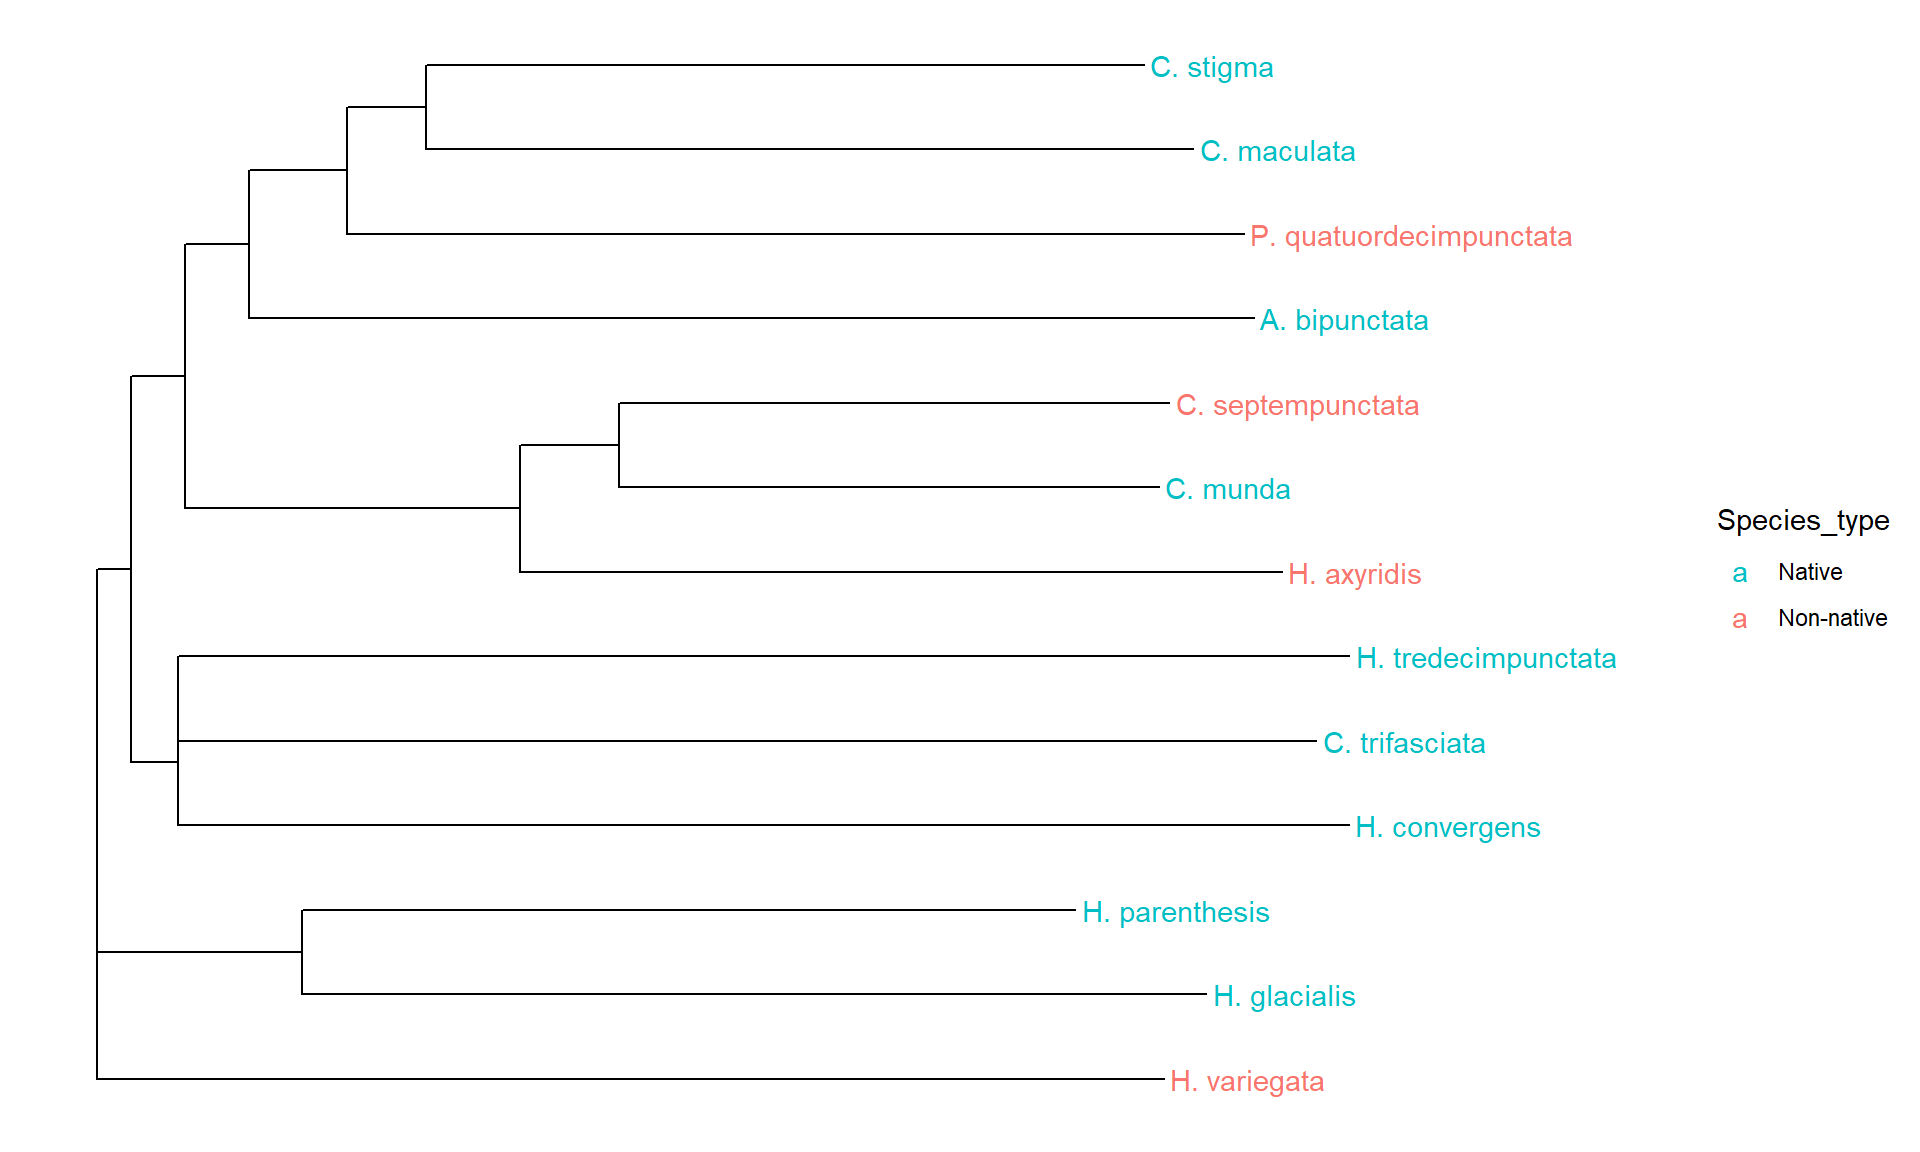 C. stigma
C. maculata
P. quatuordecimpunctata
A. bipunctata
C. septempunctata
C. munda
H. axyridis
H. tredecimpunctata
C. trifasciata
H. convergens
H. parenthesis
H. glacialis
H. variegata
Species_type
a Native
a Non-native